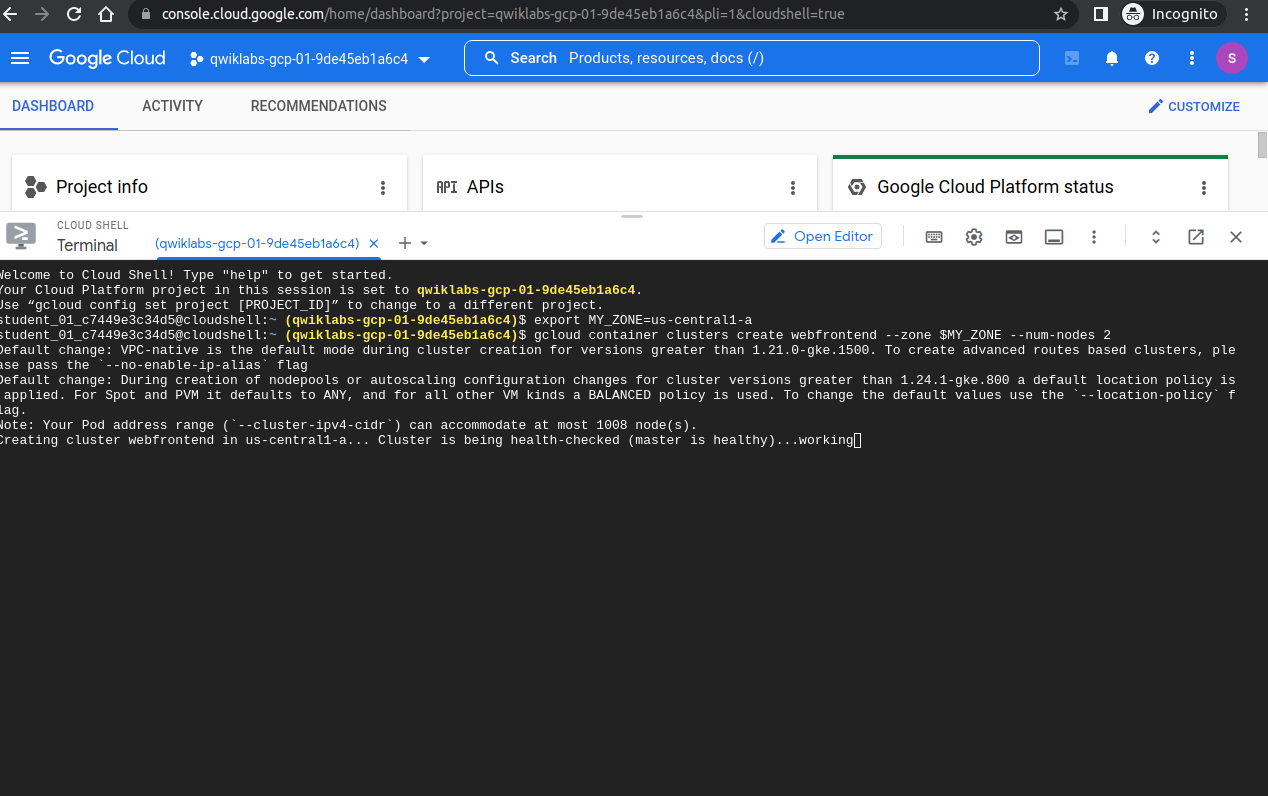 console.cloud.google.com/home/dashboard?project=qwiklabs-gcp-01-9de45eb1a6c4&pli=1&cloudshell=true
Incognito
Google Cloud
qwiklabs-gcp-01-9de45eb1a6c4
Search Products, resources, docs (/)
S
DASHBOARD
ACTIVITY
RECOMMENDATIONS
CUSTOMIZE
Project info
API APIs
Google Cloud Platform status
CLOUD SHELL
Terminal
(qwiklabs-gcp-01-9de45eb1a6c4)
Open Editor
Welcome to Cloud Shell! Type "help" to get started.
Your Cloud Platform project in this session is set to qwiklabs-gcp-01-9de45eb1a6c4.
Use “gcloud config set project [PROJECT_ID]” to change to a different project.
student_01_c7449e3c34d5@cloudshell:~ (qwiklabs-gcp-01-9de45eb1a6c4)$ export MY_ZONE=us-central1-a
student_01_c7449e3c34d5@cloudshell:~ (qwiklabs-gcp-01-9de45eb1a6c4)$ gcloud container clusters create webfrontend --zone $MY_ZONE --num-nodes 2
Default change: VPC-native is the default mode during cluster creation for versions greater than 1.21.0-gke.1500. To create advanced routes based clusters, ple
ase pass the `--no-enable-ip-alias` flag
Default change: During creation of nodepools or autoscaling configuration changes for cluster versions greater than 1.24.1-gke.800 a default location policy is
applied. For Spot and PVM it defaults to ANY, and for all other VM kinds a BALANCED policy is used. To change the default values use the `--location-policy` f
lag.
Note: Your Pod address range (`--cluster-ipv4-cidr`) can accommodate at most 1008 node(s).
Creating cluster webfrontend in us-central1-a... Cluster is being health-checked (master is healthy)...working